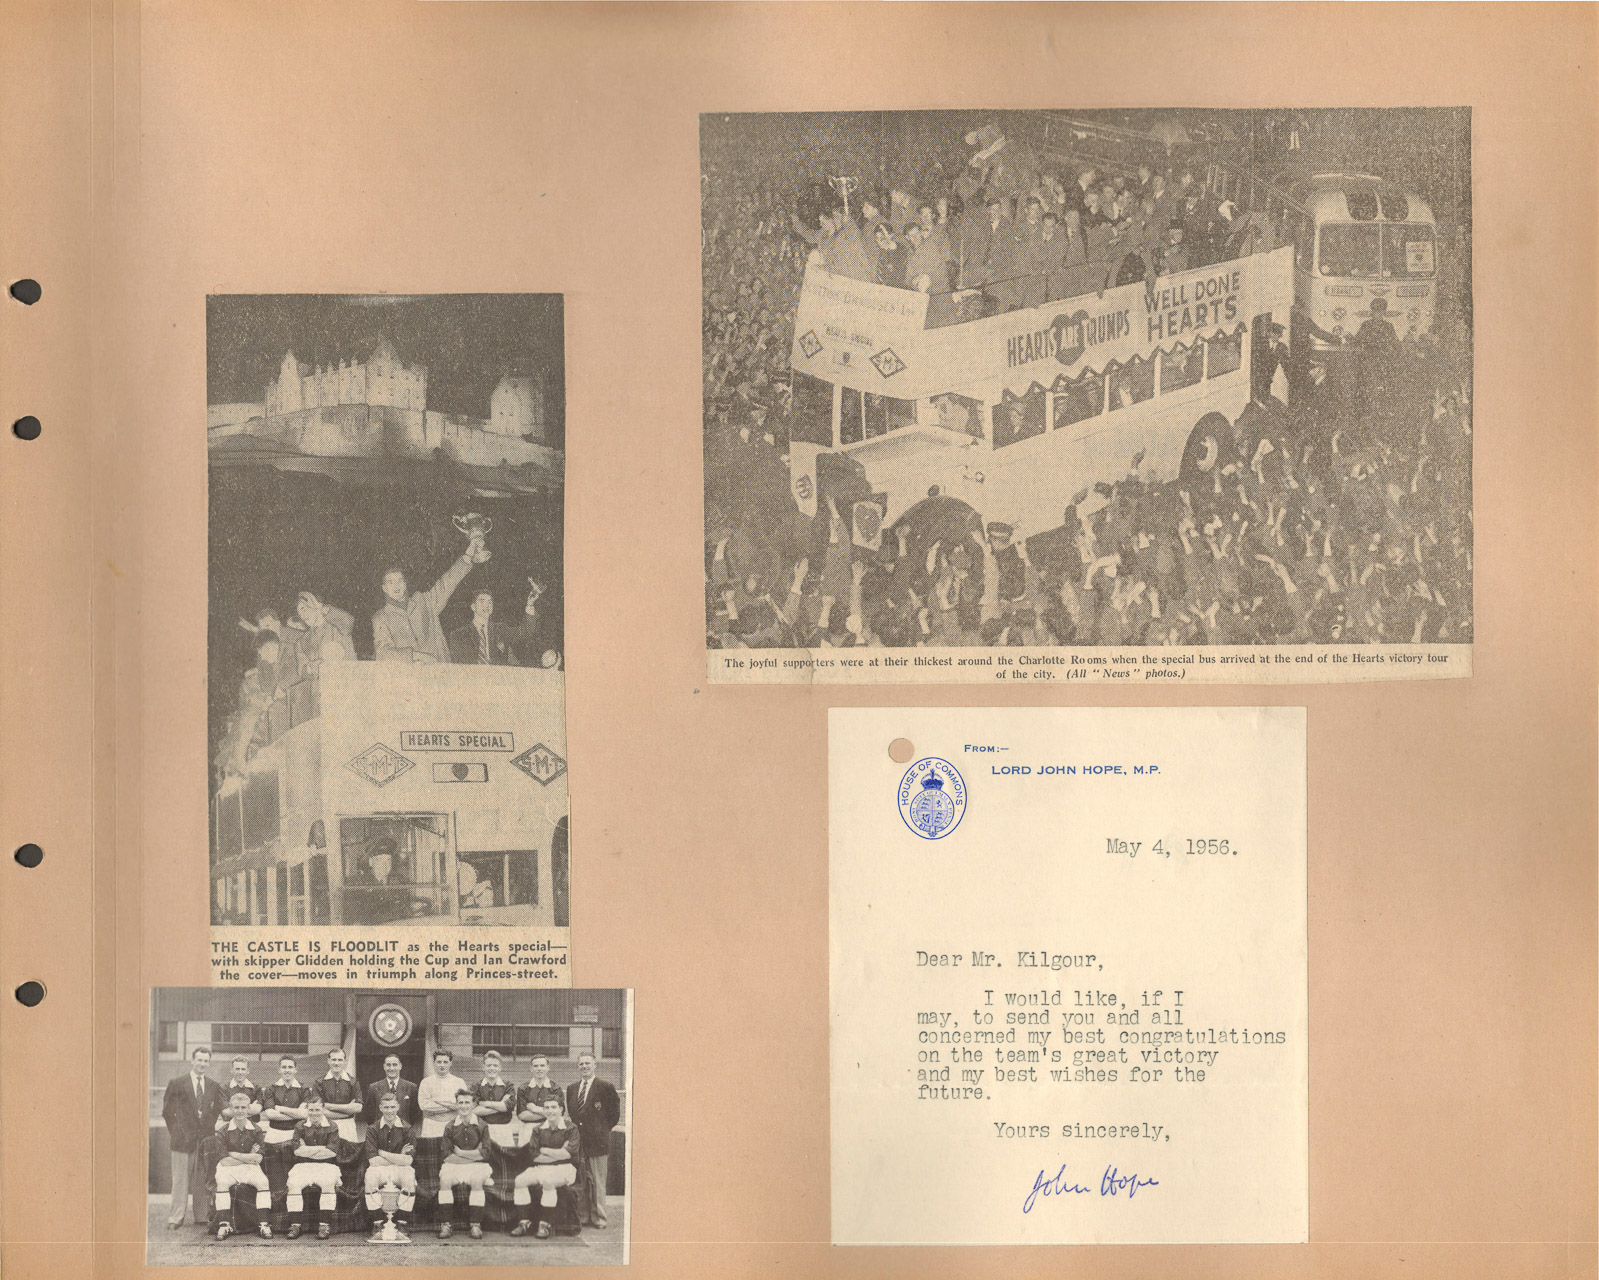 HEARTS SPECIAL
S.M.T
S.M.T
THE CASTLE IS FLOODLIT as the Hearts special—
with skipper Glidden holding the Cup and Ian Crawford
the cover—moves in triumph along Princes-street.
HEARTS SPECIAL
S.M.T
HEARTS ARE TRUMPS
WELL DONE
HEARTS
The joyful supporters were at their thickest around the Charlotte Rooms when the special bus arrived at the end of the Hearts victory tour
of the city. (All "News" photos.)
FROM:—
LORD JOHN HOPE, M.P.
HOUSE OF COMMONS
May 4, 1956.
Dear Mr. Kilgour,
I would like, if I
may, to send you and all
concerned my best congratulations
on the team's great victory
and my best wishes for the
future.
Yours sincerely,
John Hope